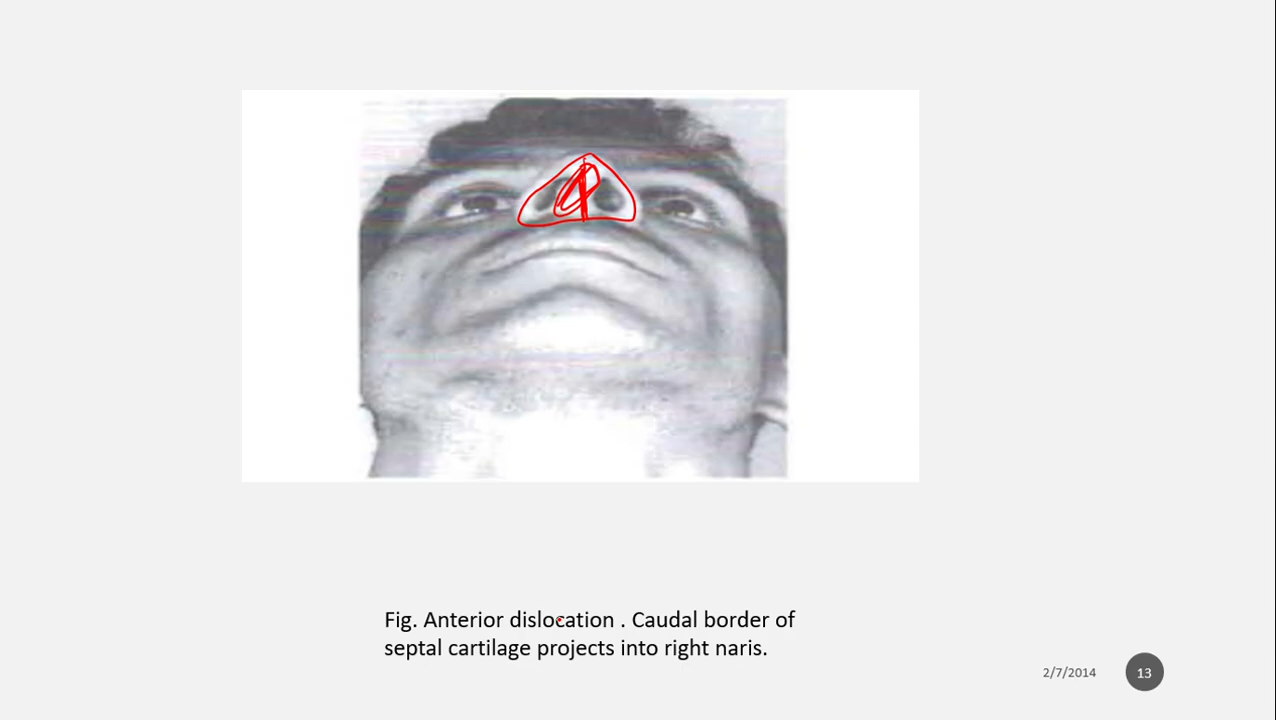 Fig. Anterior dislocation . Caudal border of
septal cartilage projects into right naris.
2/7/2014
13